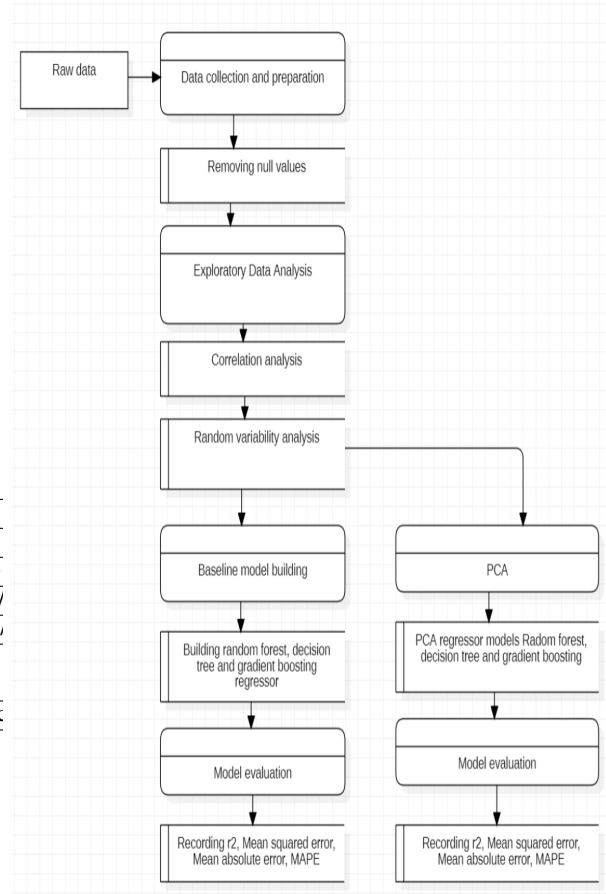 Raw data
Data collection and preparation
Removing null values
Exploratory Data Analysis
Correlation analysis
Random variability analysis
Baseline model building
Building random forest, decision
tree and gradient boosting
regressor
Model evaluation
Recording r2, Mean squared error,
Mean absolute error, MAPE
PCA
PCA regressor models Radom forest,
decision tree and gradient boosting
Model evaluation
Recording r2, Mean squared error,
Mean absolute error, MAPE